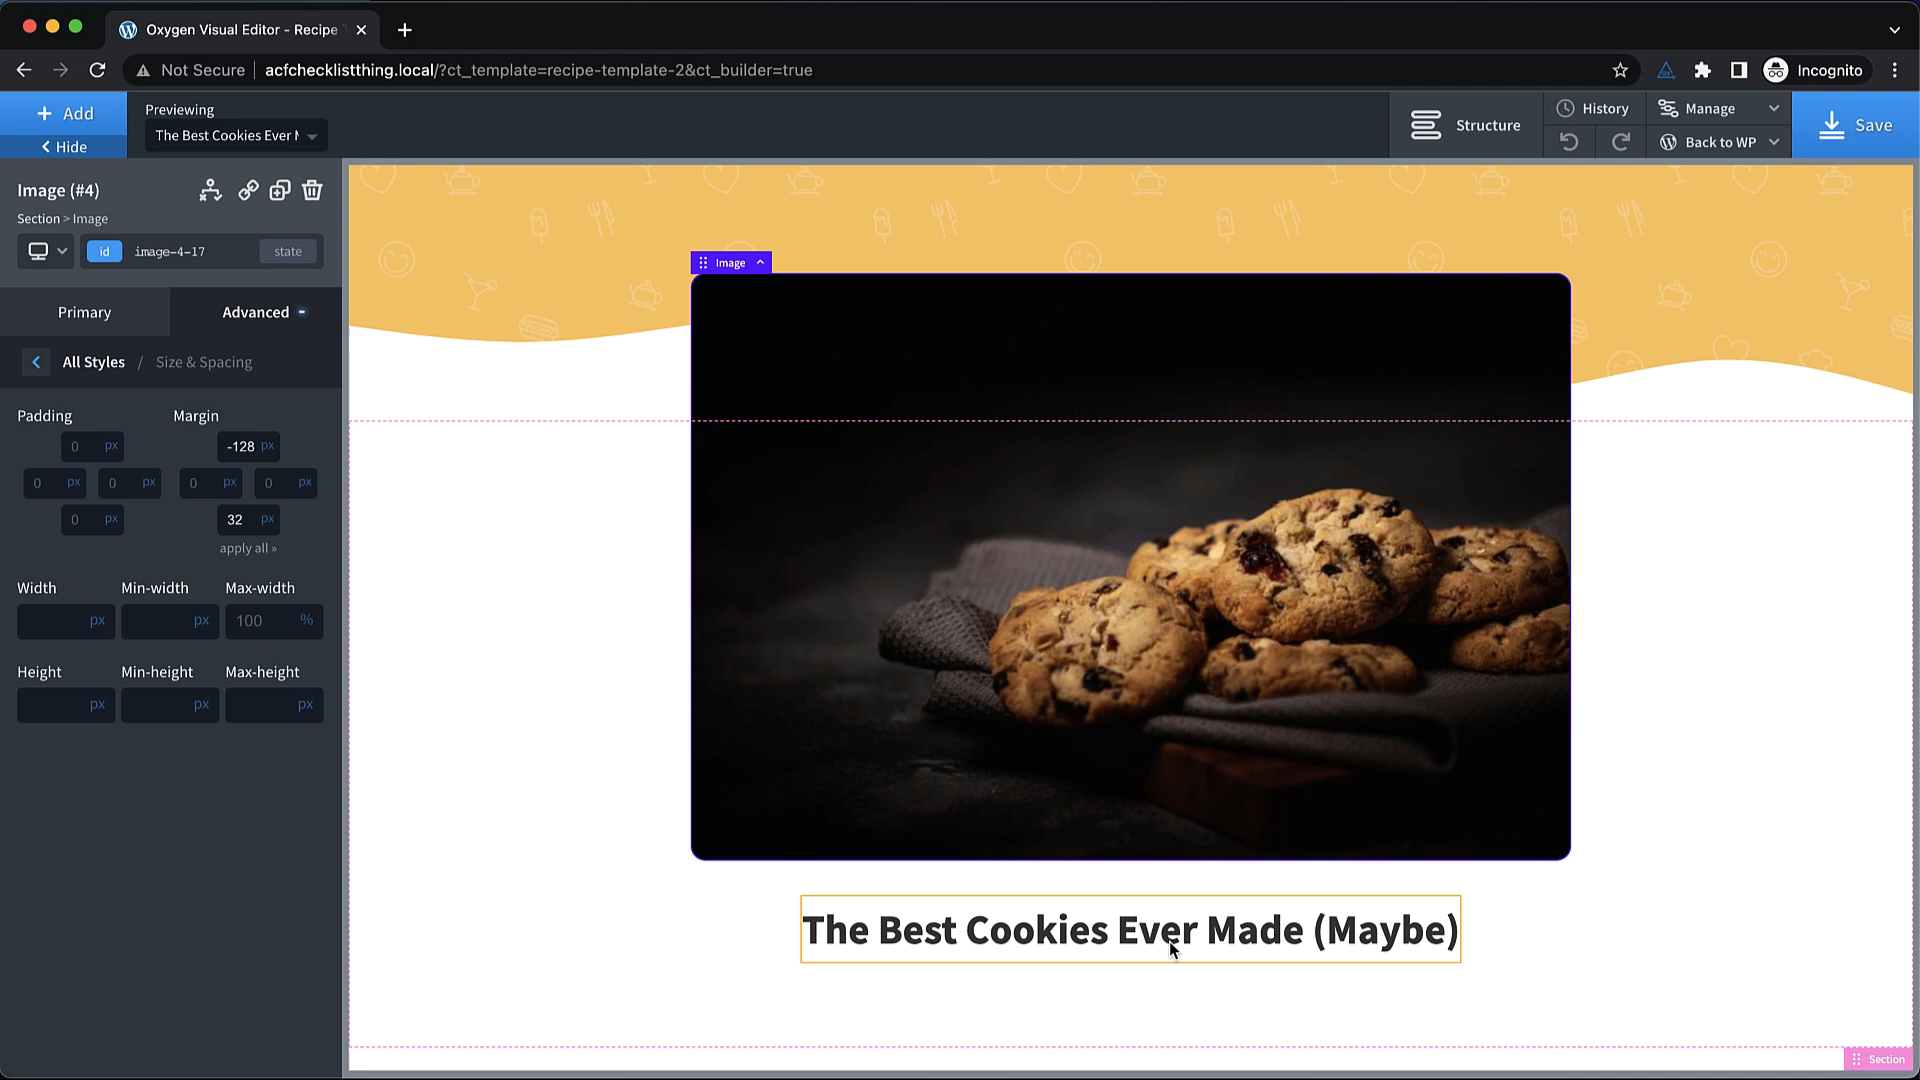 Oxygen Visual Editor - Recipe
Not Secure
acfchecklistthing.local/?ct_template=recipe-template-2&ct_builder=true
Incognito
+ Add
Hide
Previewing
The Best Cookies Ever
Structure
History
Manage
Back to WP
Save
Image (#4)
Section > Image
id image-4-17 state
Primary Advanced
All Styles / Size & Spacing
Padding Margin
0 px -128 px
0 px 0 px 0 px 0 px
0 px 32 px
apply all »
Width Min-width Max-width
px px 100 %
Height Min-height Max-height
px px px
Image
The Best Cookies Ever Made (Maybe)
Section